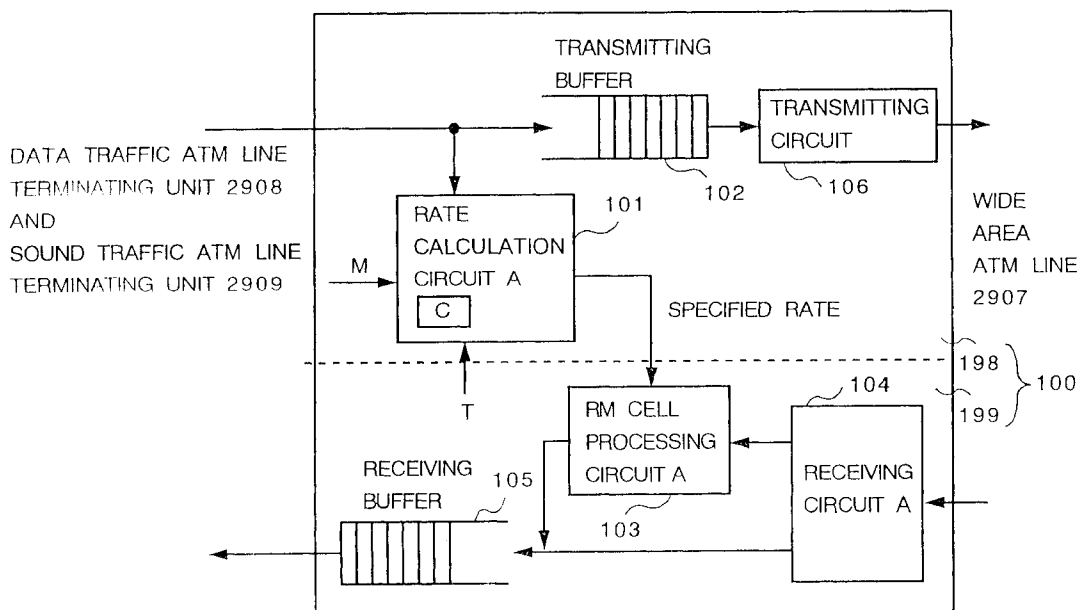 TRANSMITTING
BUFFER
TRANSMITTING
CIRCUIT
102
106
DATA TRAFFIC ATM LINE
TERMINATING UNIT 2908
AND
SOUND TRAFFIC ATM LINE
TERMINATING UNIT 2909
101
RATE
CALCULATION
CIRCUIT A
C
M
T
WIDE
AREA
ATM LINE
2907
SPECIFIED RATE
198
199
100
104
RM CELL
PROCESSING
CIRCUIT A
103
RECEIVING
CIRCUIT A
RECEIVING
BUFFER
105